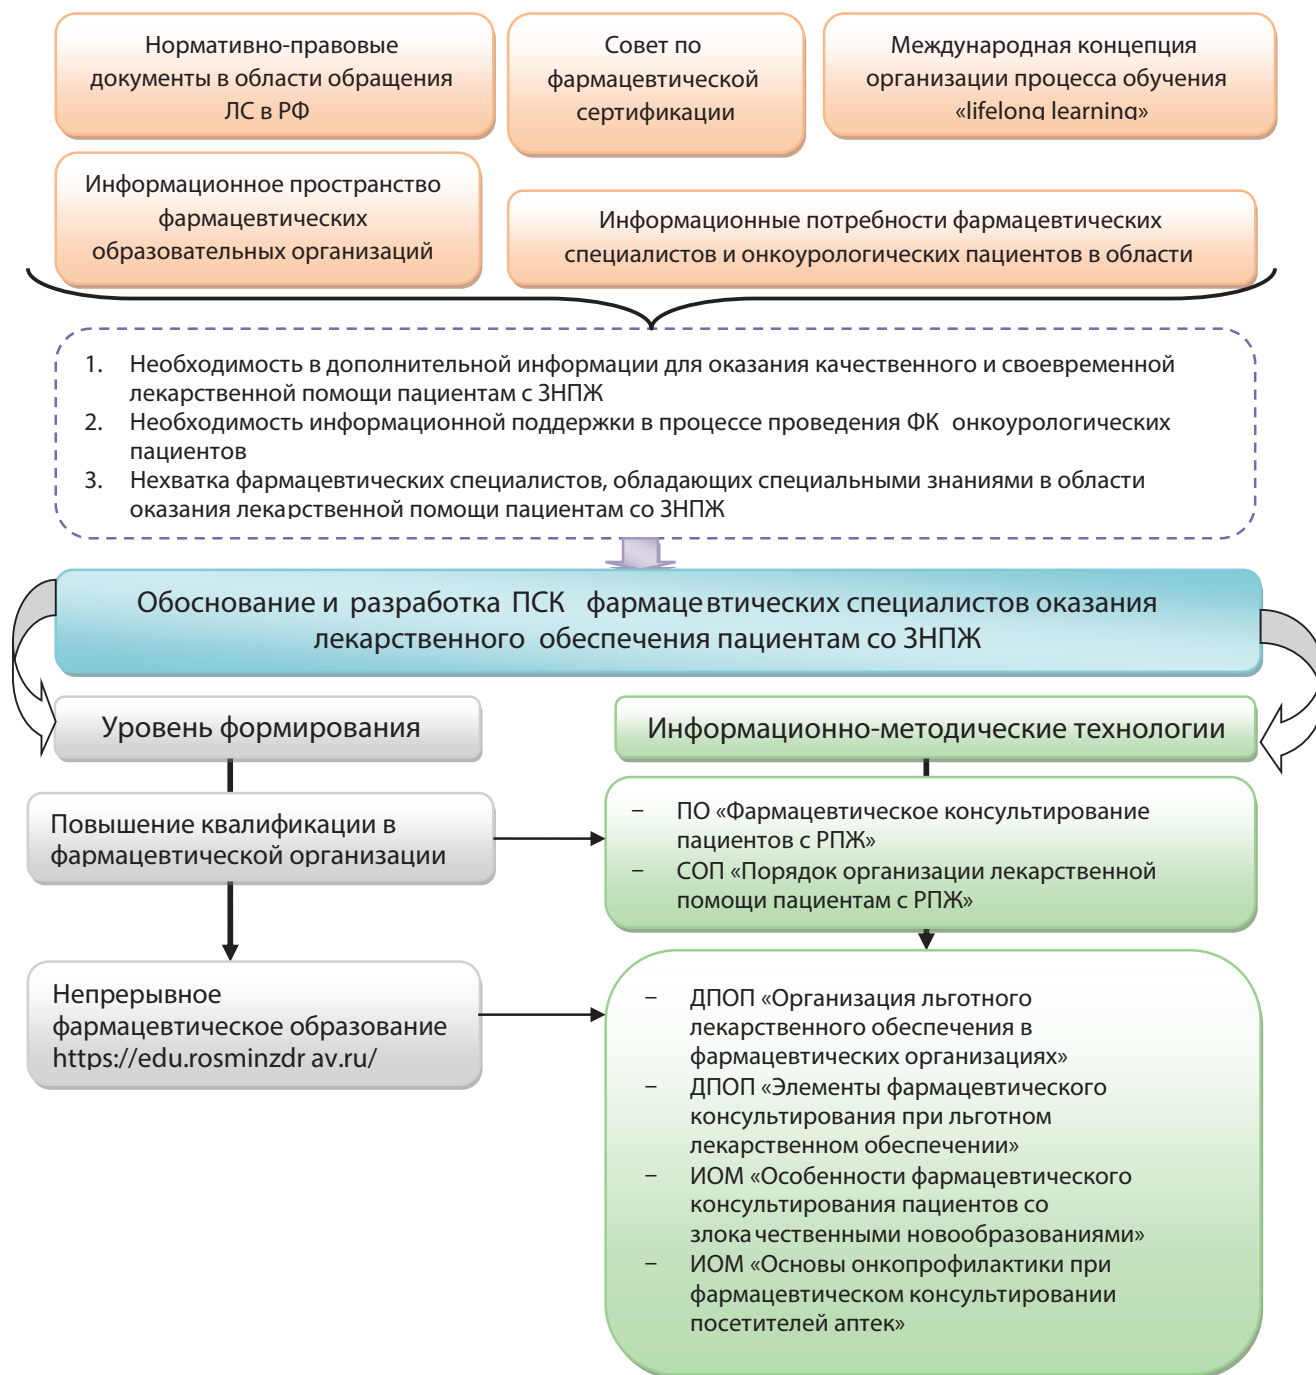 Нормативно-правовые
документы в области обращения
ЛС в РФ
Совет по
фармацевтической
сертификации
Международная концепция
организации процесса обучения
«lifelong learning»
Информационное пространство
фармацевтических
образовательных организаций
Информационные потребности фармацевтических
специалистов и онкоурологических пациентов в области
1. Необходимость в дополнительной информации для оказания качественного и своевременной
лекарственной помощи пациентам с ЗНПЖ
2. Необходимость информационной поддержки в процессе проведения ФК онкоурологических
пациентов
3. Нехватка фармацевтических специалистов, обладающих специальными знаниями в области
оказания лекарственной помощи пациентам со ЗНПЖ
Обоснование и разработка ПСК фармацевтических специалистов оказания
лекарственного обеспечения пациентам со ЗНПЖ
Уровень формирования
Информационно-методические технологии
Повышение квалификации в
фармацевтической организации
– ПО «Фармацевтическое консультирование
пациентов с РПЖ»
– СОП «Порядок организации лекарственной
помощи пациентам с РПЖ»
Непрерывное
фармацевтическое образование
https://edu.rosminzdr av.ru/
– ДПОП «Организация льготного
лекарственного обеспечения в
фармацевтических организациях»
– ДПОП «Элементы фармацевтического
консультирования при льготном
лекарственном обеспечении»
– ИОМ «Особенности фармацевтического
консультирования пациентов со
злокачественными новообразованиями»
– ИОМ «Основы онкопрофилактики при
фармацевтическом консультировании
посетителей аптек»